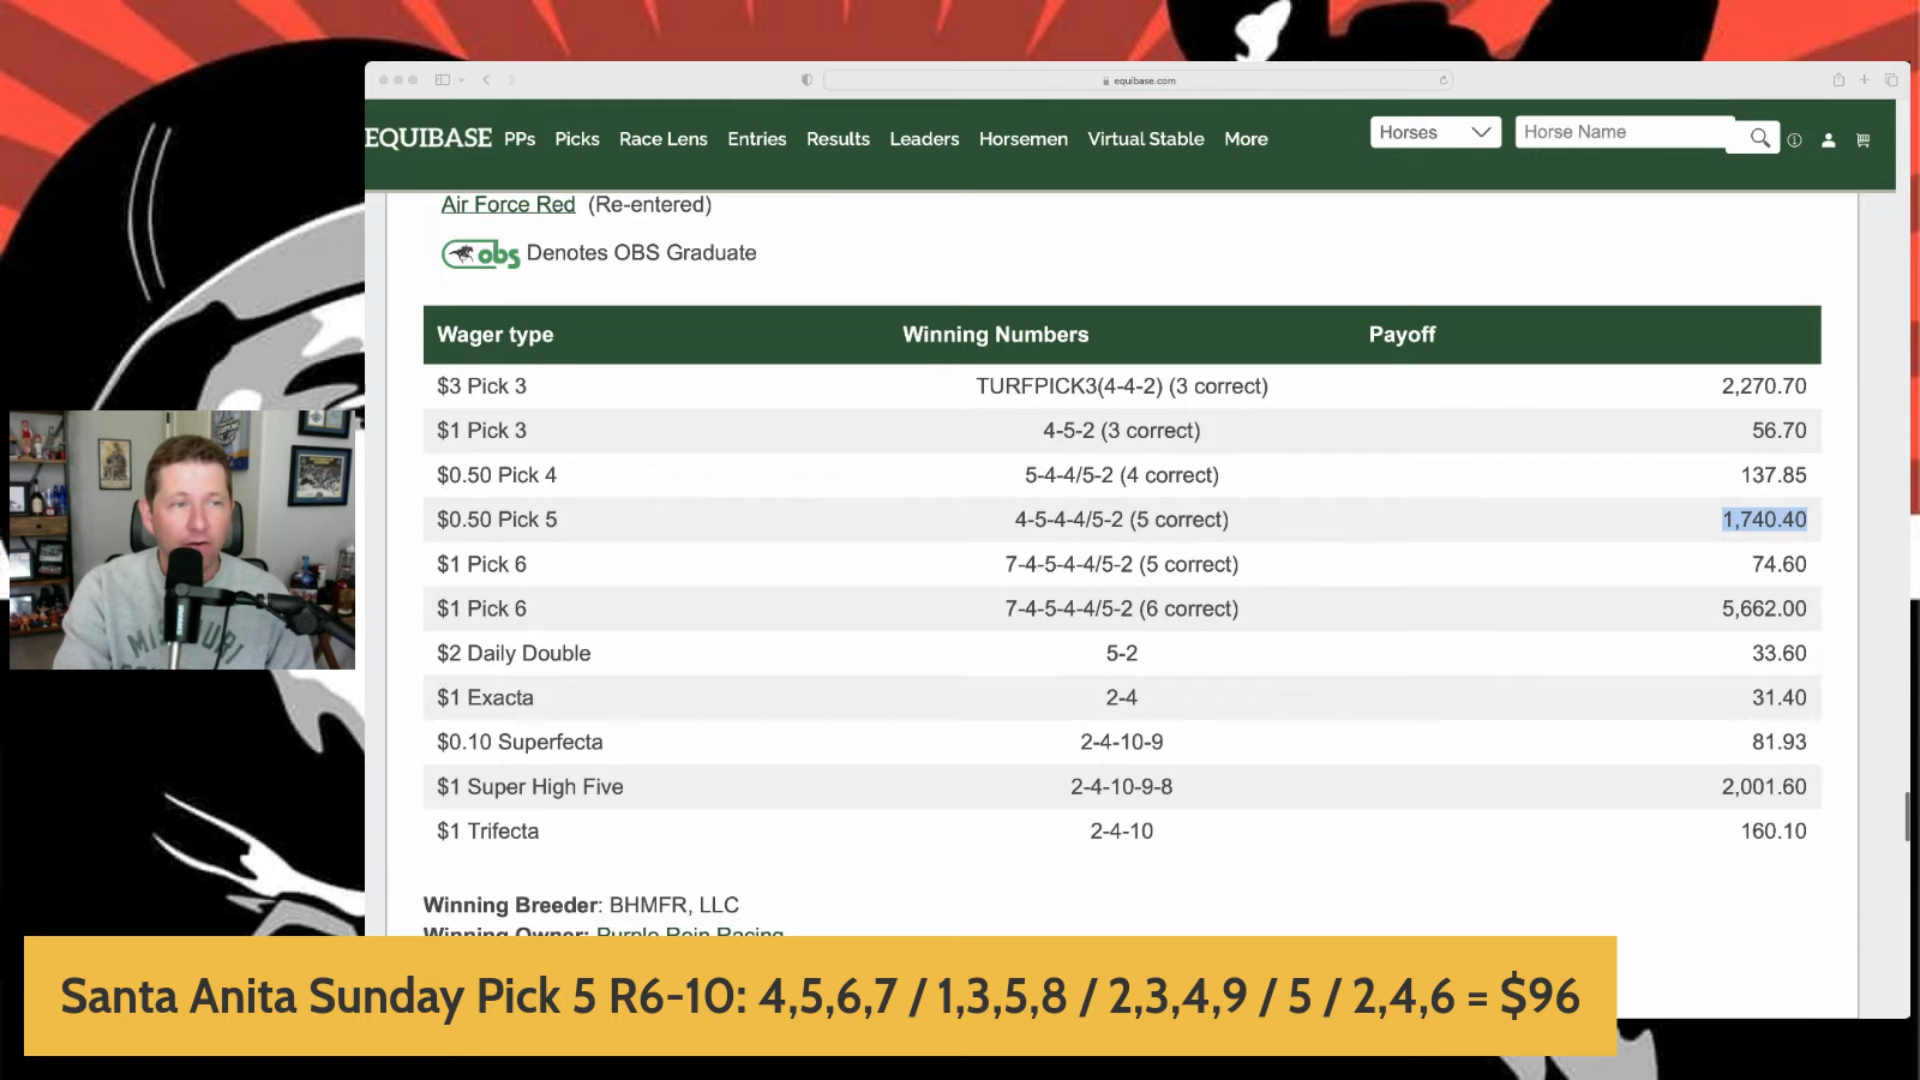 equibase.com
EQUIBASE PPs Picks Race Lens Entries Results Leaders Horsemen Virtual Stable More Horses Horse Name
Air Force Red (Re-entered)
obs Denotes OBS Graduate
Wager type Winning Numbers Payoff
$3 Pick 3 TURFPICK3(4-4-2) (3 correct) 2,270.70
$1 Pick 3 4-5-2 (3 correct) 56.70
$0.50 Pick 4 5-4-4/5-2 (4 correct) 137.85
$0.50 Pick 5 4-5-4-4/5-2 (5 correct) 1,740.40
$1 Pick 6 7-4-5-4-4/5-2 (5 correct) 74.60
$1 Pick 6 7-4-5-4-4/5-2 (6 correct) 5,662.00
$2 Daily Double 5-2 33.60
$1 Exacta 2-4 31.40
$0.10 Superfecta 2-4-10-9 81.93
$1 Super High Five 2-4-10-9-8 2,001.60
$1 Trifecta 2-4-10 160.10
Winning Breeder: BHMFR, LLC
Winning Owner: Purple Rein Racing
Santa Anita Sunday Pick 5 R6-10: 4,5,6,7 / 1,3,5,8 / 2,3,4,9 / 5 / 2,4,6 = $96